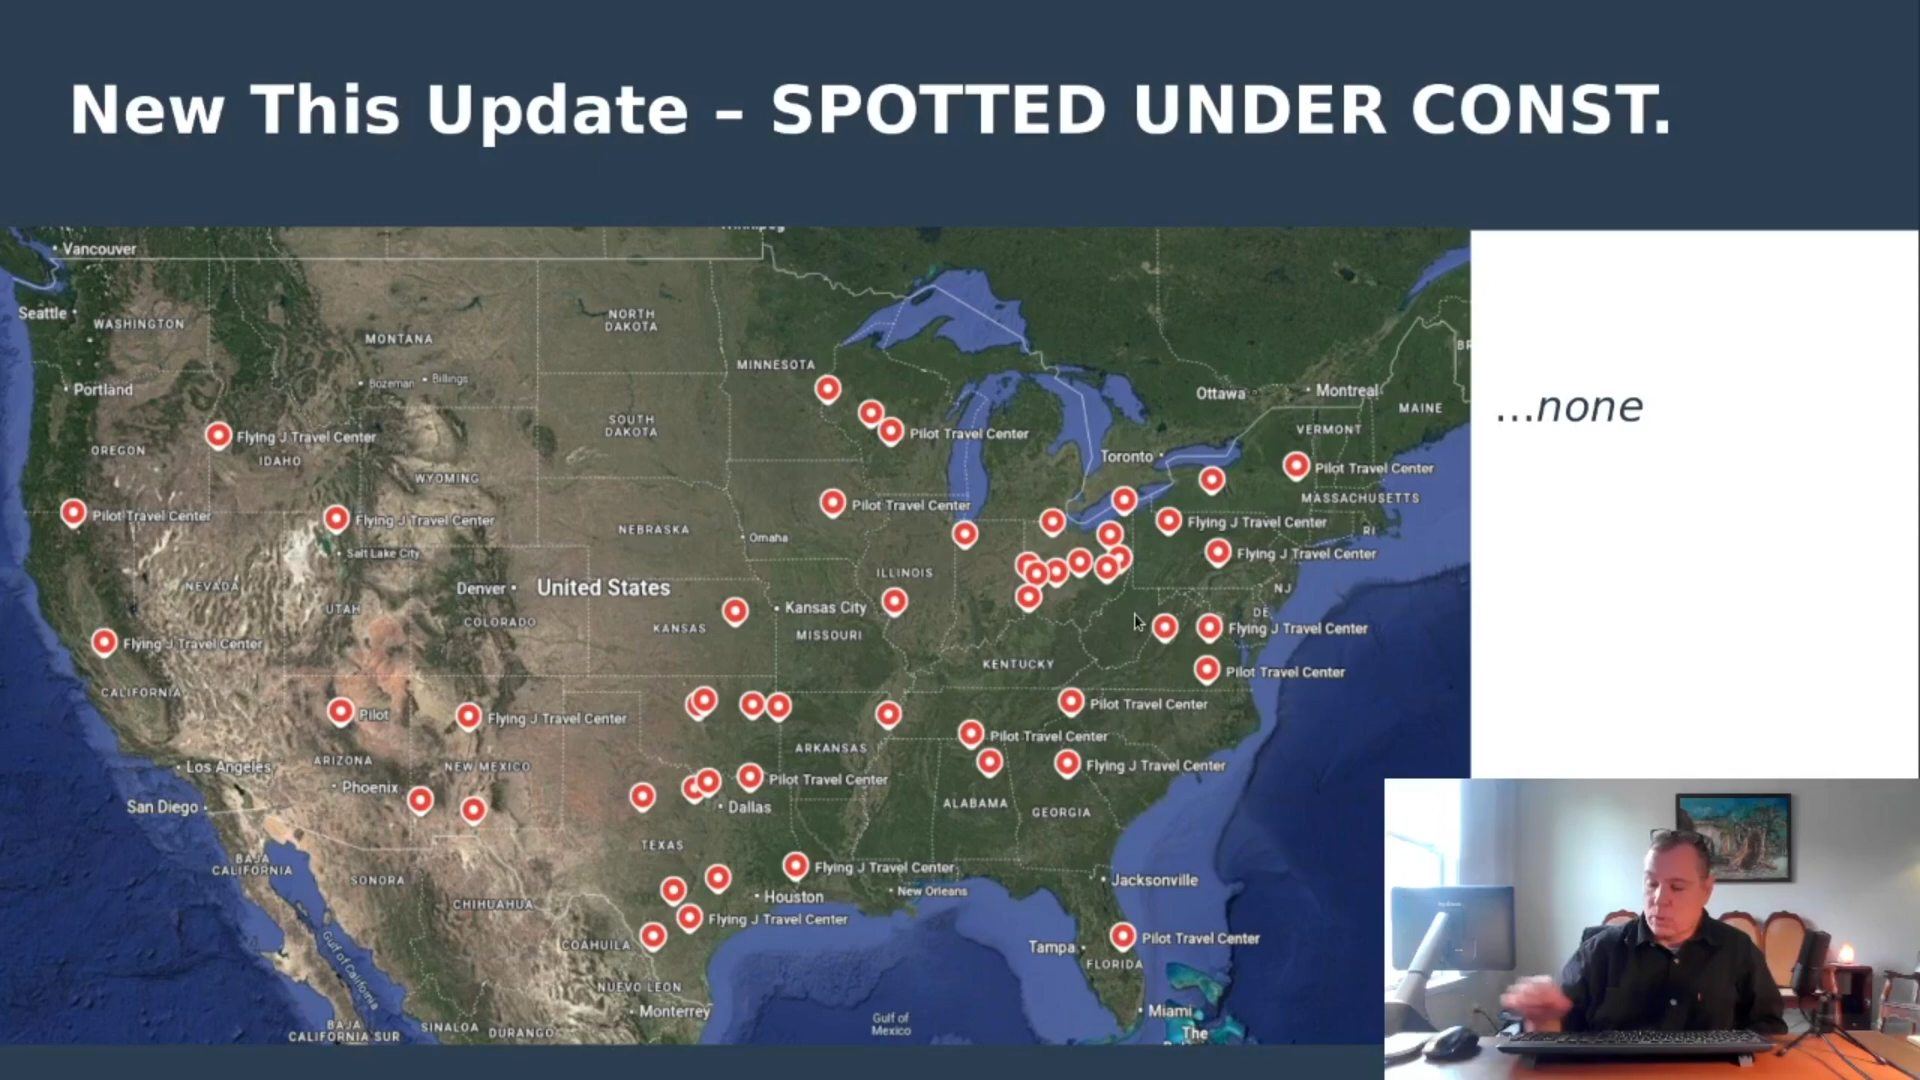 New This Update – SPOTTED UNDER CONST.
Vancouver
Seattle
WASHINGTON
MONTANA
NORTH
DAKOTA
MINNESOTA
Bozeman
Billings
Portland
Ottawa
Montreal
MAINE
OREGON
Flying J Travel Center
IDAHO
SOUTH
DAKOTA
Pilot Travel Center
VERMONT
Toronto
Pilot Travel Center
WYOMING
MASSACHUSETTS
Pilot Travel Center
Pilot Travel Center
Flying J Travel Center
NEBRASKA
Omaha
Flying J Travel Center
RI
Salt Lake City
Flying J Travel Center
NEVADA
UTAH
Denver
United States
ILLINOIS
NJ
COLORADO
KANSAS
Kansas City
MISSOURI
DE
Flying J Travel Center
Flying J Travel Center
KENTUCKY
Pilot Travel Center
CALIFORNIA
Pilot
Flying J Travel Center
Pilot Travel Center
Pilot Travel Center
ARKANSAS
Los Angeles
ARIZONA
NEW MEXICO
Flying J Travel Center
Phoenix
Pilot Travel Center
San Diego
Dallas
ALABAMA
GEORGIA
TEXAS
BAJA
CALIFORNIA
SONORA
Flying J Travel Center
Jacksonville
CHIHUAHUA
Houston
New Orleans
Flying J Travel Center
Gulf of California
COAHUILA
Tampa
Pilot Travel Center
FLORIDA
NUEVO LEON
Monterrey
Gulf of
Mexico
Miami
BAJA
CALIFORNIA SUR
SINALOA
DURANGO
The
...none